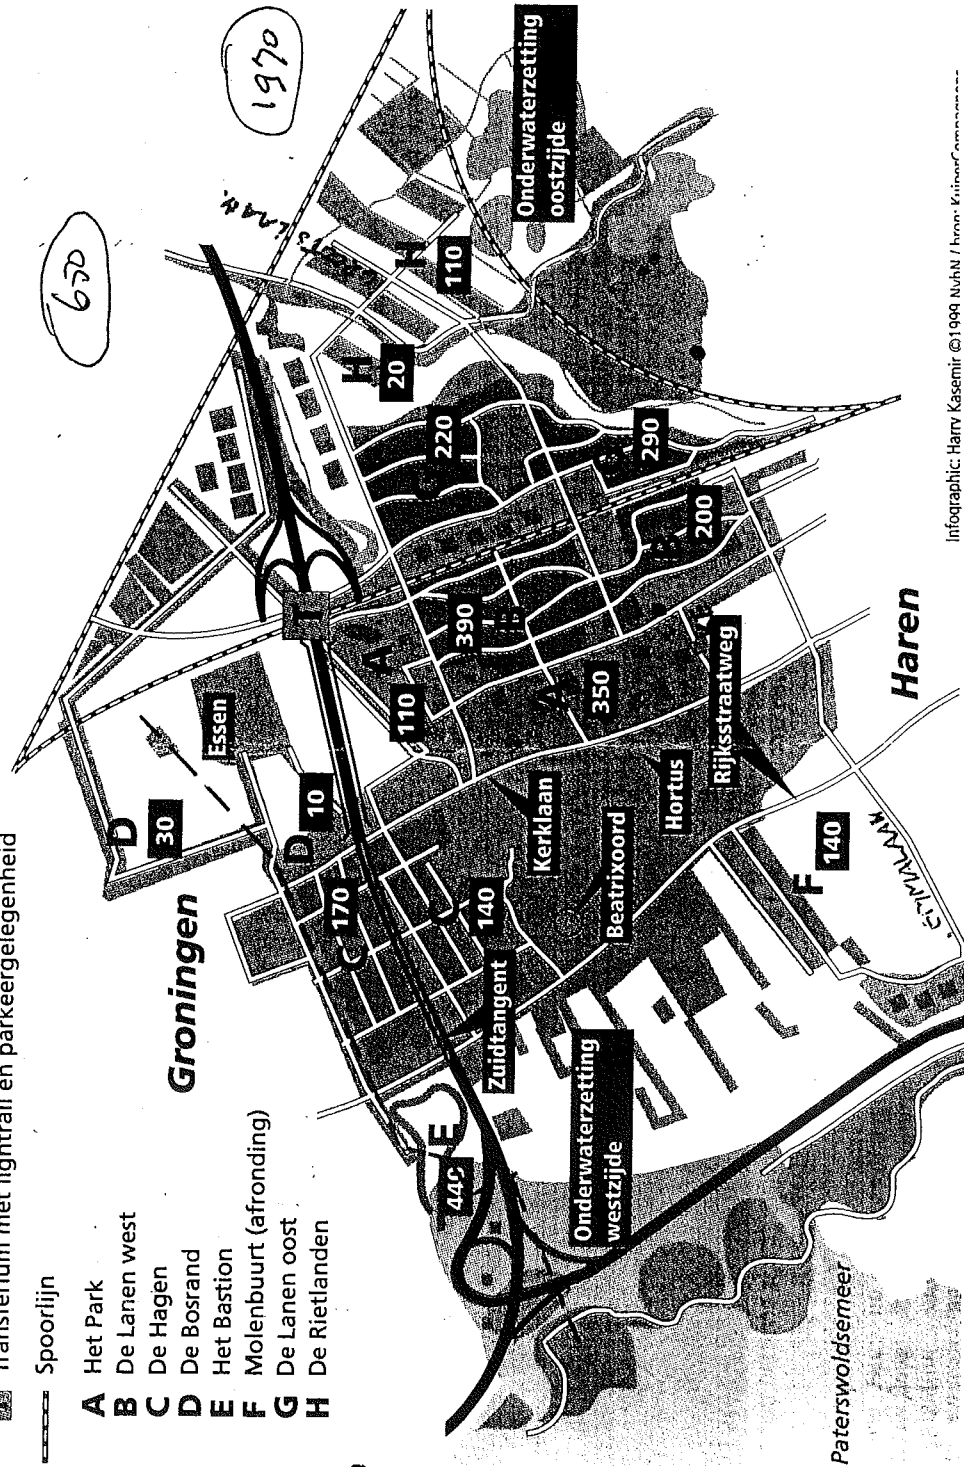 Transferium met lightrail en parkeergelegenheid
Spoorlijn
A Het Park
B De Lanen west
C De Hagen
D De Bosrand
E Het Bastion
F Molenbuurt (afronding)
G De Lanen oost
H De Rietlanden
Groningen
D
30
Essen
D
10
C
170
C
140
E
440
Zuidtangent
Onderwaterzetting
westzijde
Paterswoldsemeer
T
A
110
390
A
350
Kerklaan
Beatrixoord
Hortus
Rijksstraatweg
F
140
Haren
B
200
G
220
G
290
H
20
H
110
Onderwaterzetting
oostzijde
650
1970
Infographic: Harry Kasemir ©1999 NvhN / bron: KuiperCompagnons